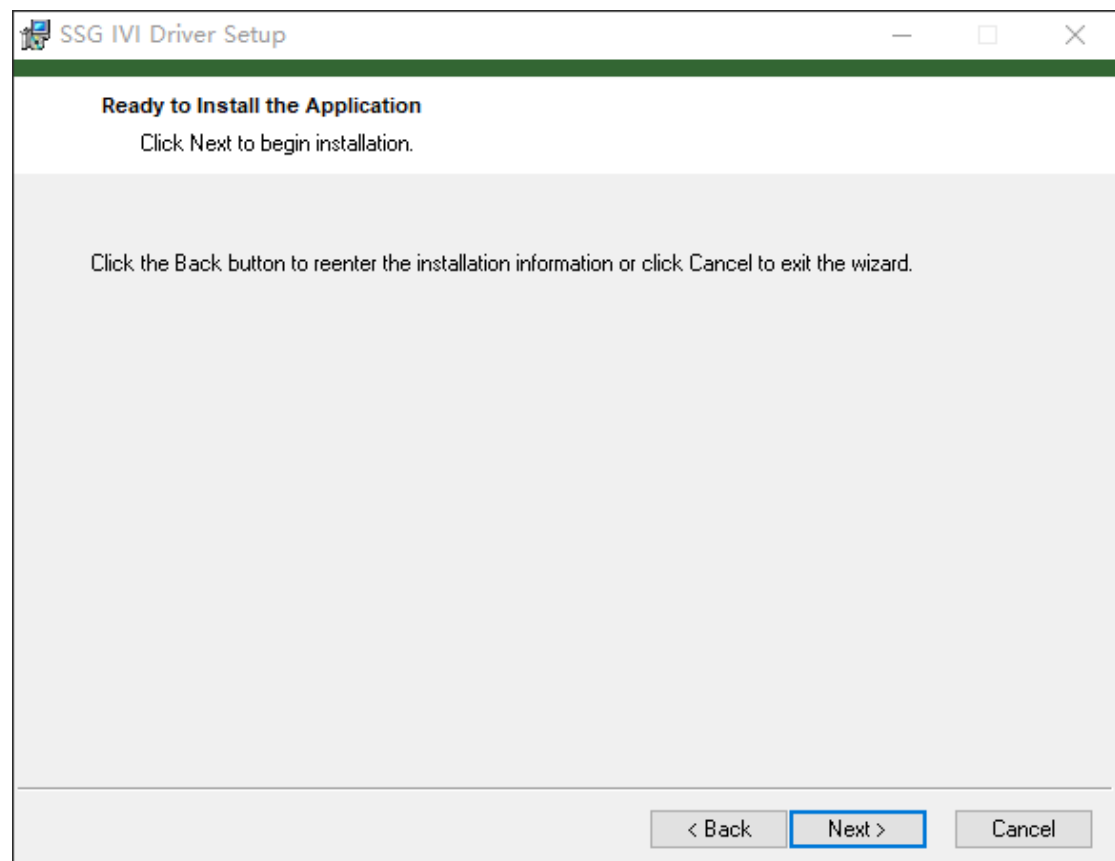 SSG IVI Driver Setup
Ready to Install the Application
Click Next to begin installation.
Click the Back button to reenter the installation information or click Cancel to exit the wizard.
< Back
Next >
Cancel